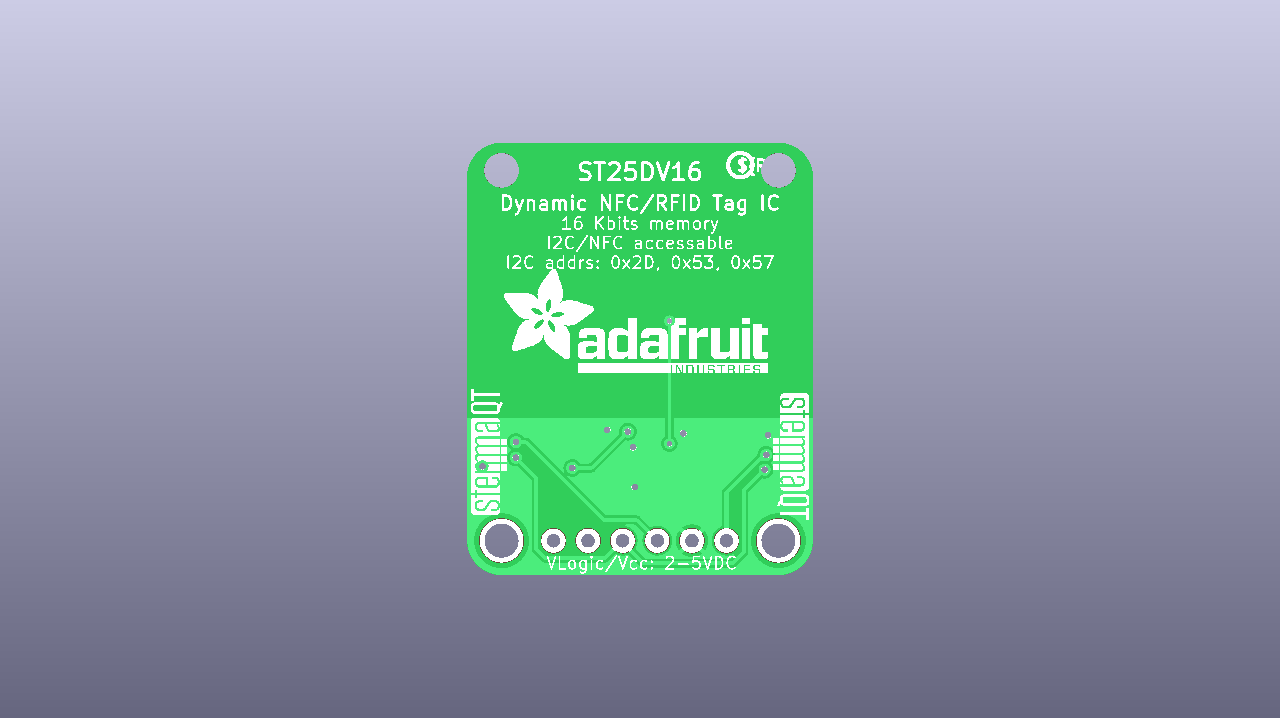 ST25DV16
Dynamic NFC/RFID Tag IC
16 Kbits memory
I2C/NFC accessable
I2C addrs: 0x2D, 0x53, 0x57
adafruit
INDUSTRIES
stemmaQT
stemmaQT
VLogic/Vcc: 2-5VDC